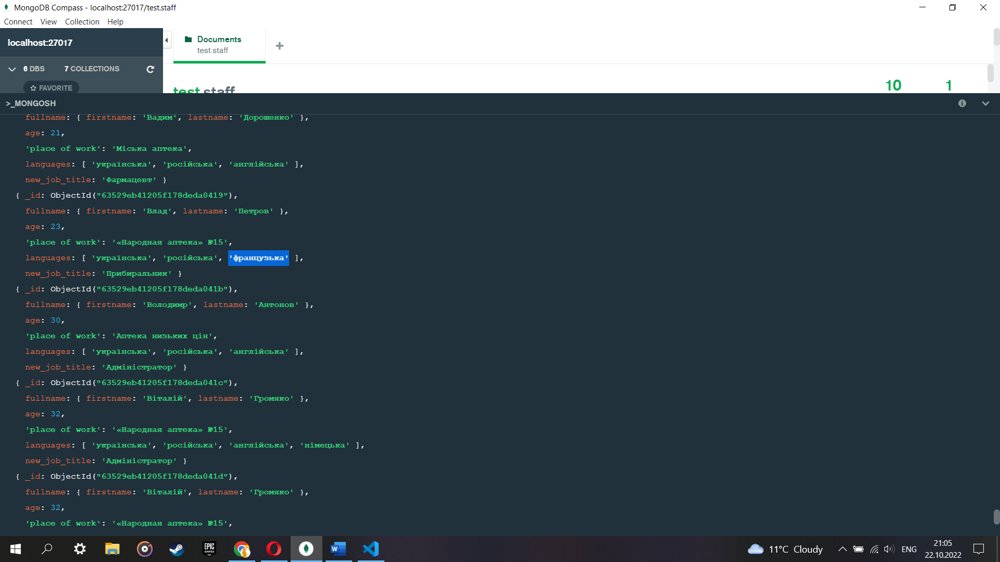 MongoDB Compass - localhost:27017/test.staff
Connect View Collection Help
localhost:27017
Documents
test.staff
6 DBS 7 COLLECTIONS
FAVORITE
test.staff
10 1
>_MONGOSH
fullname: { firstname: 'Вадим', lastname: 'Дорошенко' },
age: 21,
'place of work': 'Міська аптека',
languages: [ 'українська', 'російська', 'англійська' ],
new_job_title: 'Фармацевт' }
{ _id: ObjectId("63529eb41205f178deda0419"),
fullname: { firstname: 'Влад', lastname: 'Петров' },
age: 23,
'place of work': '«Народная аптека» №15',
languages: [ 'українська', 'російська', 'французька' ],
new_job_title: 'Прибиральник' }
{ _id: ObjectId("63529eb41205f178deda041b"),
fullname: { firstname: 'Володимр', lastname: 'Антонов' },
age: 30,
'place of work': 'Аптека низьких цін',
languages: [ 'українська', 'російська', 'англійська' ],
new_job_title: 'Адміністратор' }
{ _id: ObjectId("63529eb41205f178deda041c"),
fullname: { firstname: 'Віталій', lastname: 'Громяко' },
age: 32,
'place of work': '«Народная аптека» №15',
languages: [ 'українська', 'російська', 'англійська', 'німецька' ],
new_job_title: 'Адміністратор' }
{ _id: ObjectId("63529eb41205f178deda041d"),
fullname: { firstname: 'Віталій', lastname: 'Громяко' },
age: 32,
'place of work': '«Народная аптека» №15',
EPIC GAMES
11°C Cloudy
ENG
21:05
22.10.2022